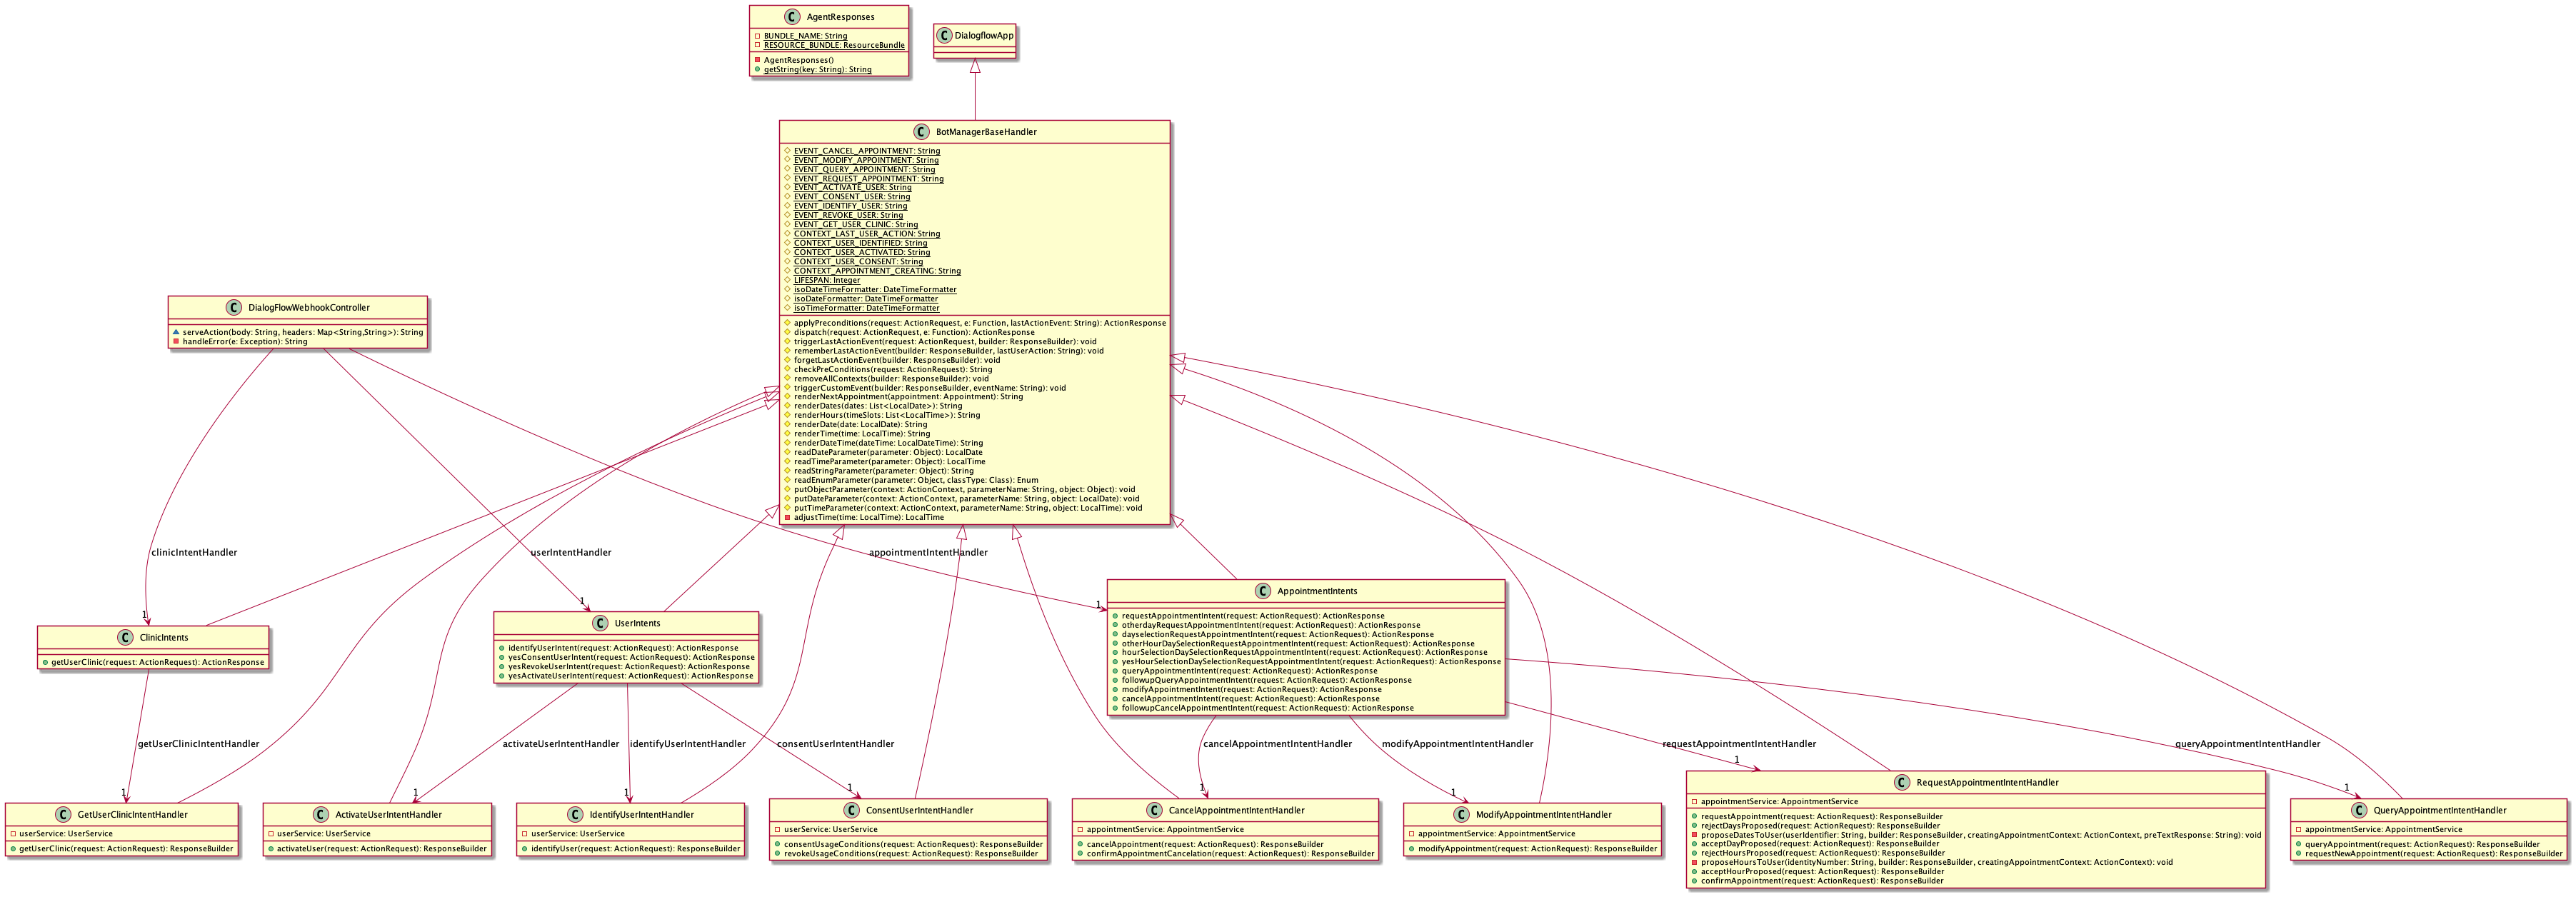 AgentResponses
BUNDLE_NAME: String
RESOURCE_BUNDLE: ResourceBundle
AgentResponses()
getString(key: String): String
DialogflowApp
BotManagerBaseHandler
EVENT_CANCEL_APPOINTMENT: String
EVENT_MODIFY_APPOINTMENT: String
EVENT_QUERY_APPOINTMENT: String
EVENT_REQUEST_APPOINTMENT: String
EVENT_ACTIVATE_USER: String
EVENT_CONSENT_USER: String
EVENT_IDENTIFY_USER: String
EVENT_REVOKE_USER: String
EVENT_GET_USER_CLINIC: String
CONTEXT_LAST_USER_ACTION: String
CONTEXT_USER_IDENTIFIED: String
CONTEXT_USER_ACTIVATED: String
CONTEXT_USER_CONSENT: String
CONTEXT_APPOINTMENT_CREATING: String
LIFESPAN: Integer
isoDateTimeFormatter: DateTimeFormatter
isoDateFormatter: DateTimeFormatter
isoTimeFormatter: DateTimeFormatter
applyPreconditions(request: ActionRequest, e: Function, lastActionEvent: String): ActionResponse
dispatch(request: ActionRequest, e: Function): ActionResponse
triggerLastActionEvent(request: ActionRequest, builder: ResponseBuilder): void
rememberLastActionEvent(builder: ResponseBuilder, lastUserAction: String): void
forgetLastActionEvent(builder: ResponseBuilder): void
checkPreConditions(request: ActionRequest): String
removeAllContexts(builder: ResponseBuilder): void
triggerCustomEvent(builder: ResponseBuilder, eventName: String): void
renderNextAppointment(appointment: Appointment): String
renderDates(dates: List<LocalDate>): String
renderHours(timeSlots: List<LocalTime>): String
renderDate(date: LocalDate): String
renderTime(time: LocalTime): String
renderDateTime(dateTime: LocalDateTime): String
readDateParameter(parameter: Object): LocalDate
readTimeParameter(parameter: Object): LocalTime
readStringParameter(parameter: Object): String
readEnumParameter(parameter: Object, classType: Class): Enum
putObjectParameter(context: ActionContext, parameterName: String, object: Object): void
putDateParameter(context: ActionContext, parameterName: String, object: LocalDate): void
putTimeParameter(context: ActionContext, parameterName: String, object: LocalTime): void
adjustTime(time: LocalTime): LocalTime
DialogFlowWebhookController
serveAction(body: String, headers: Map<String,String>): String
handleError(e: Exception): String
clinicIntentHandler
userIntentHandler
appointmentIntentHandler
1
1
1
ClinicIntents
getUserClinic(request: ActionRequest): ActionResponse
UserIntents
identifyUserIntent(request: ActionRequest): ActionResponse
yesConsentUserIntent(request: ActionRequest): ActionResponse
yesRevokeUserIntent(request: ActionRequest): ActionResponse
yesActivateUserIntent(request: ActionRequest): ActionResponse
AppointmentIntents
requestAppointmentIntent(request: ActionRequest): ActionResponse
otherdayRequestAppointmentIntent(request: ActionRequest): ActionResponse
dayselectionRequestAppointmentIntent(request: ActionRequest): ActionResponse
otherHourDaySelectionRequestAppointmentIntent(request: ActionRequest): ActionResponse
hourSelectionDaySelectionRequestAppointmentIntent(request: ActionRequest): ActionResponse
yesHourSelectionDaySelectionRequestAppointmentIntent(request: ActionRequest): ActionResponse
queryAppointmentIntent(request: ActionRequest): ActionResponse
followupQueryAppointmentIntent(request: ActionRequest): ActionResponse
modifyAppointmentIntent(request: ActionRequest): ActionResponse
cancelAppointmentIntent(request: ActionRequest): ActionResponse
followupCancelAppointmentIntent(request: ActionRequest): ActionResponse
getUserClinicIntentHandler
activateUserIntentHandler
identifyUserIntentHandler
consentUserIntentHandler
cancelAppointmentIntentHandler
modifyAppointmentIntentHandler
requestAppointmentIntentHandler
queryAppointmentIntentHandler
1
1
1
1
1
1
1
1
GetUserClinicIntentHandler
userService: UserService
getUserClinic(request: ActionRequest): ResponseBuilder
ActivateUserIntentHandler
userService: UserService
activateUser(request: ActionRequest): ResponseBuilder
IdentifyUserIntentHandler
userService: UserService
identifyUser(request: ActionRequest): ResponseBuilder
ConsentUserIntentHandler
userService: UserService
consentUsageConditions(request: ActionRequest): ResponseBuilder
revokeUsageConditions(request: ActionRequest): ResponseBuilder
CancelAppointmentIntentHandler
appointmentService: AppointmentService
cancelAppointment(request: ActionRequest): ResponseBuilder
confirmAppointmentCancelation(request: ActionRequest): ResponseBuilder
ModifyAppointmentIntentHandler
appointmentService: AppointmentService
modifyAppointment(request: ActionRequest): ResponseBuilder
RequestAppointmentIntentHandler
appointmentService: AppointmentService
requestAppointment(request: ActionRequest): ResponseBuilder
rejectDaysProposed(request: ActionRequest): ResponseBuilder
proposeDatesToUser(userIdentifier: String, builder: ResponseBuilder, creatingAppointmentContext: ActionContext, preTextResponse: String): void
acceptDayProposed(request: ActionRequest): ResponseBuilder
rejectHoursProposed(request: ActionRequest): ResponseBuilder
proposeHoursToUser(identityNumber: String, builder: ResponseBuilder, creatingAppointmentContext: ActionContext): void
acceptHourProposed(request: ActionRequest): ResponseBuilder
confirmAppointment(request: ActionRequest): ResponseBuilder
QueryAppointmentIntentHandler
appointmentService: AppointmentService
queryAppointment(request: ActionRequest): ResponseBuilder
requestNewAppointment(request: ActionRequest): ResponseBuilder